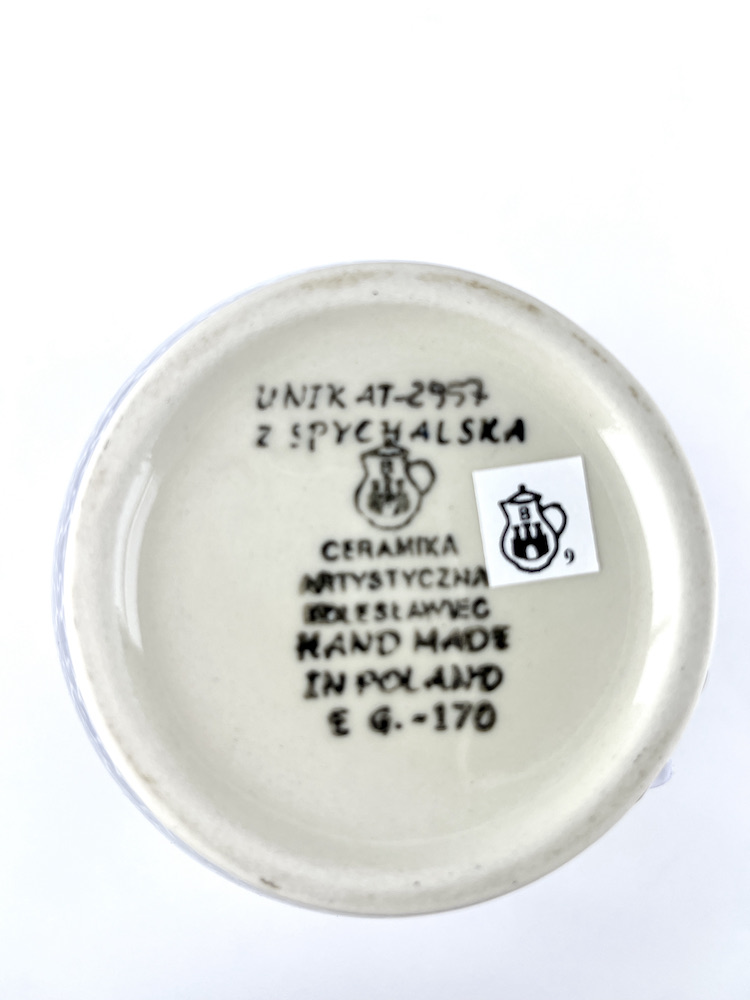 UNIKAT-2957
Z SPYCHALSKA
B
CERAMIKA
ARTYSTYCZNA
BOLESŁAWIEC
HAND MADE
IN POLAND
E G.-170
B
9